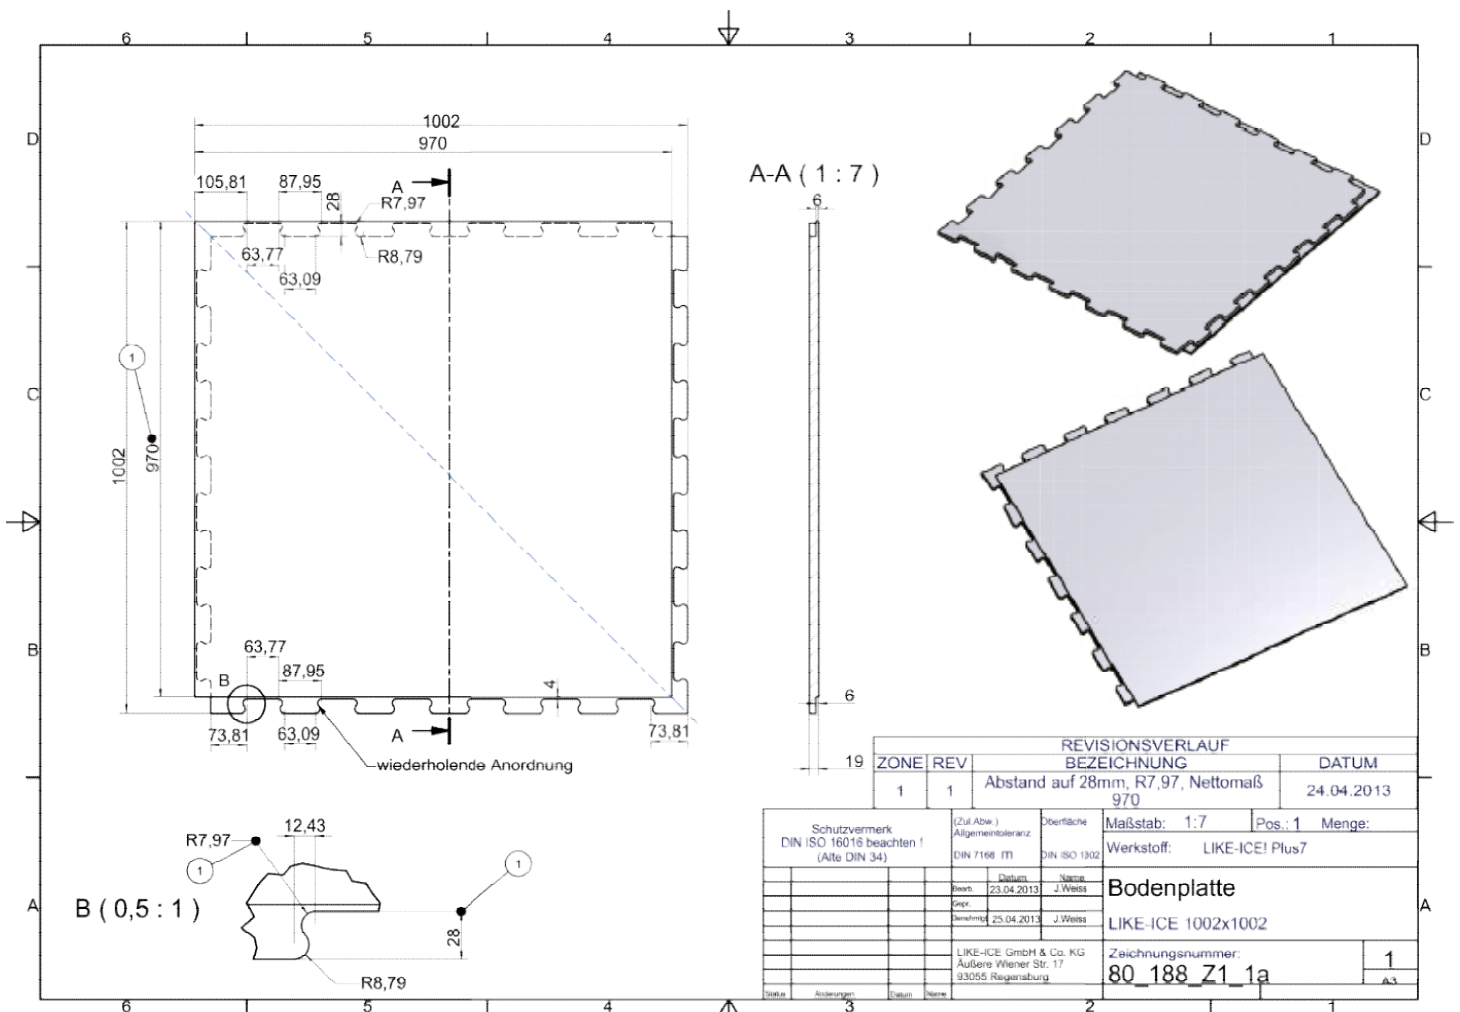 6 5 4 3 2 1
D
C
B
A
D
C
B
A
1002
970
105,81
87,95
28
A
R7,97
R8,79
63,77
63,09
1
1002
970
63,77
B
87,95
4
73,81
63,09
A
73,81
wiederholende Anordnung
A-A ( 1 : 7 )
6
6
19
R7,97
12,43
1
1
B ( 0,5 : 1 )
28
R8,79
REVISIONSVERLAUF
ZONE REV BEZEICHNUNG DATUM
1 1 Abstand auf 28mm, R7,97, Nettomaß 970 24.04.2013
Schutzvermerk
DIN ISO 16016 beachten !
(Alte DIN 34)
(Zul.Abw.)
Allgemeintoleranz
DIN 7168 m
Oberfläche
DIN ISO 1302
Maßstab: 1:7 Pos.: 1 Menge:
Werkstoff: LIKE-ICE! Plus7
Datum Name
Bearb. 23.04.2013 J.Weiss
Gepr.
Genehmigt 25.04.2013 J.Weiss
Bodenplatte
LIKE-ICE 1002x1002
LIKE-ICE GmbH & Co. KG
Äußere Wiener Str. 17
93055 Regensburg
Zeichnungsnummer:
80_188_Z1_1a
1
A3
Status Änderungen Datum Name
6 5 4 3 2 1